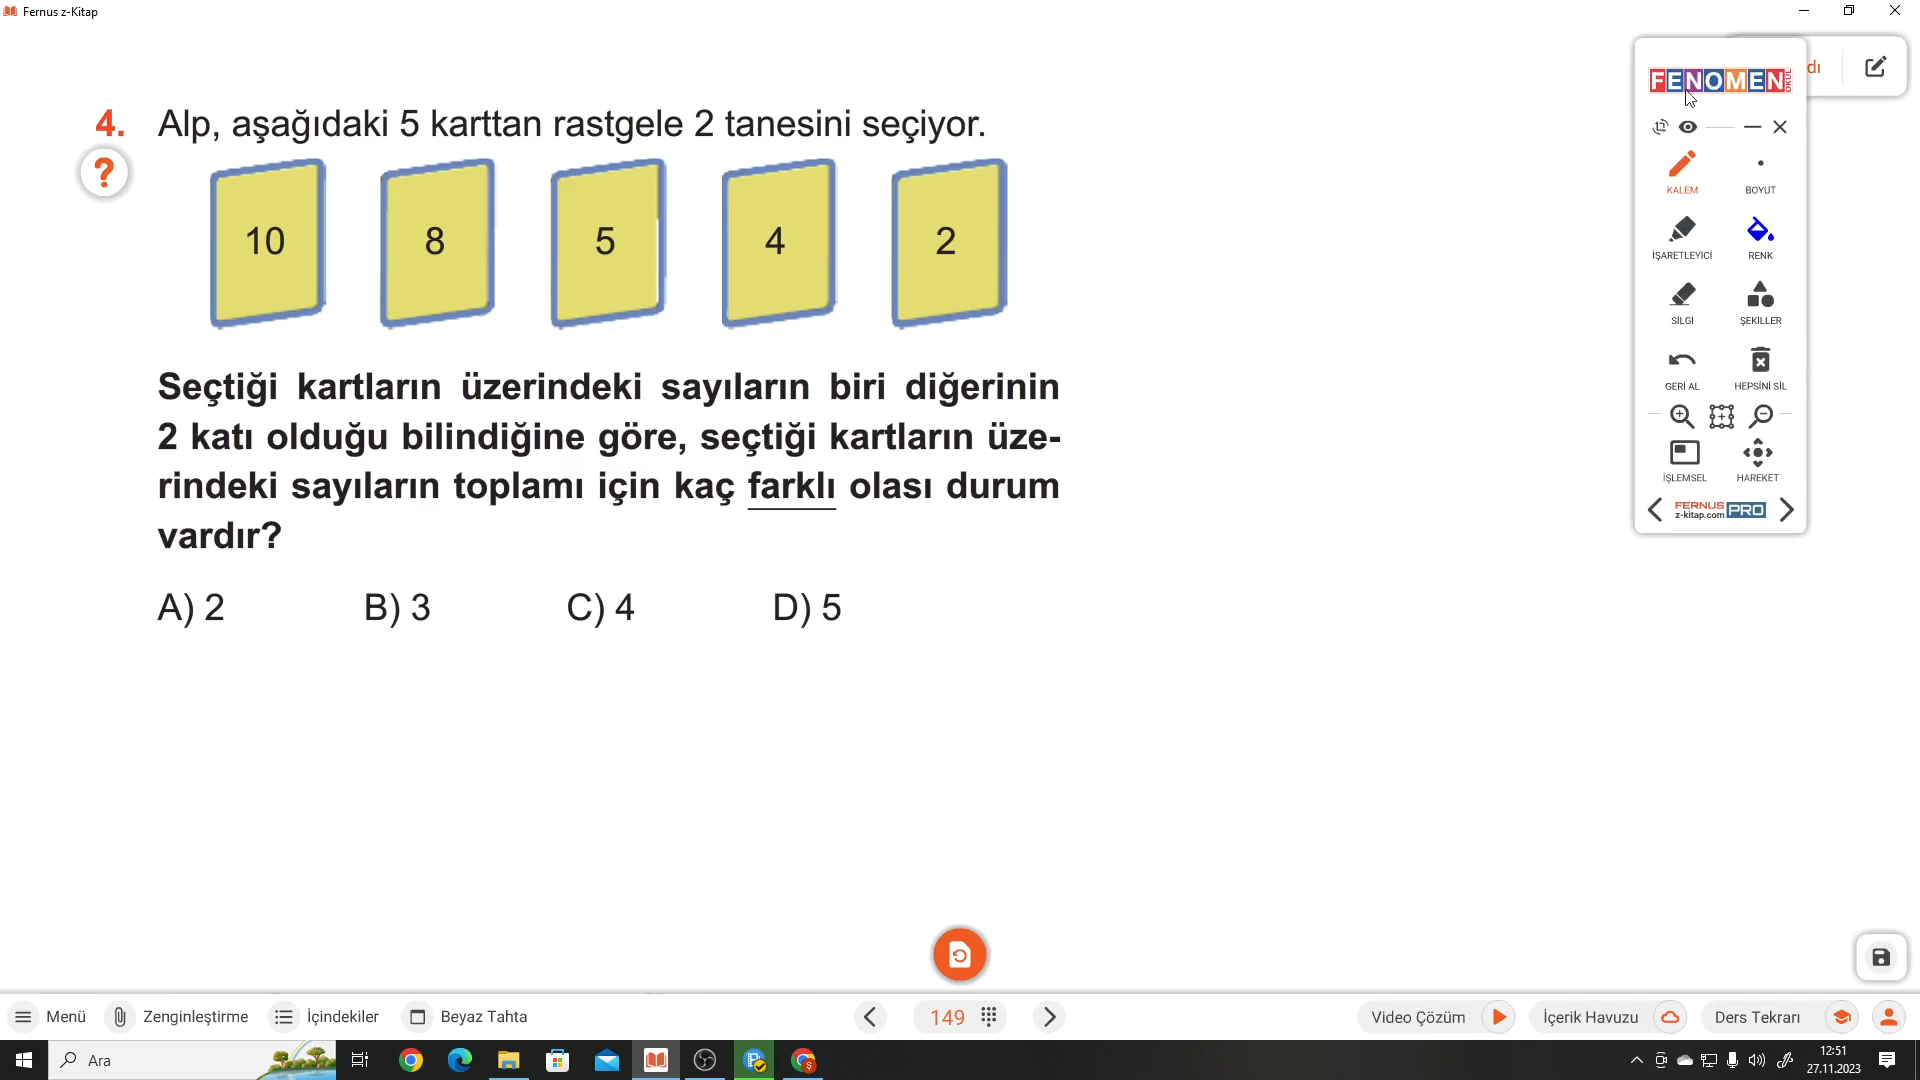 Fernus z-Kitap
FENOMEN OKUL
dı
4. Alp, aşağıdaki 5 karttan rastgele 2 tanesini seçiyor.
?
10 8 5 4 2
Seçtiği kartların üzerindeki sayıların biri diğerinin
2 katı olduğu bilindiğine göre, seçtiği kartların üze-
rindeki sayıların toplamı için kaç farklı olası durum
vardır?
A) 2 B) 3 C) 4 D) 5
KALEM BOYUT
İŞARETLEYİCİ RENK
SİLGİ ŞEKİLLER
GERİ AL HEPSİNİ SİL
İŞLEMSEL HAREKET
FERNUS
z-kitap.com PRO
Menü Zenginleştirme İçindekiler Beyaz Tahta 149 Video Çözüm İçerik Havuzu Ders Tekrarı
Ara
12:51
27.11.2023